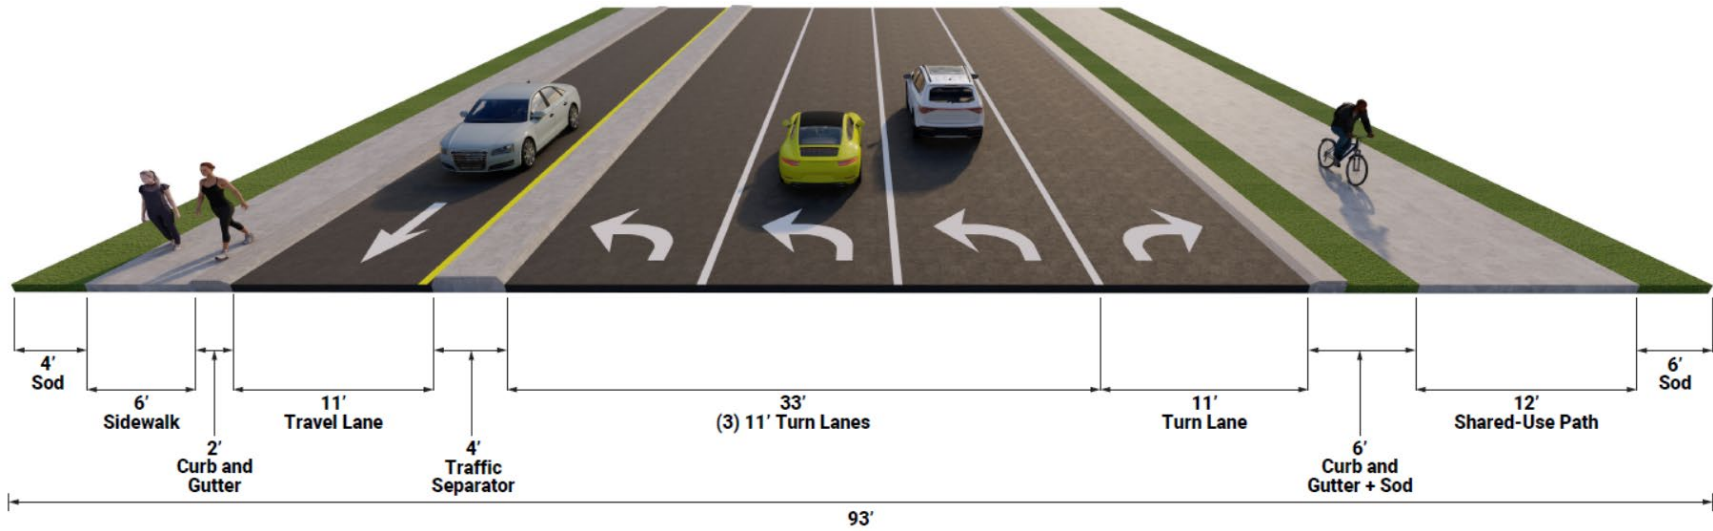 4'
Sod
6'
Sidewalk
2'
Curb and
Gutter
11'
Travel Lane
4'
Traffic
Separator
33'
(3) 11' Turn Lanes
11'
Turn Lane
6'
Curb and
Gutter + Sod
12'
Shared-Use Path
6'
Sod
93'